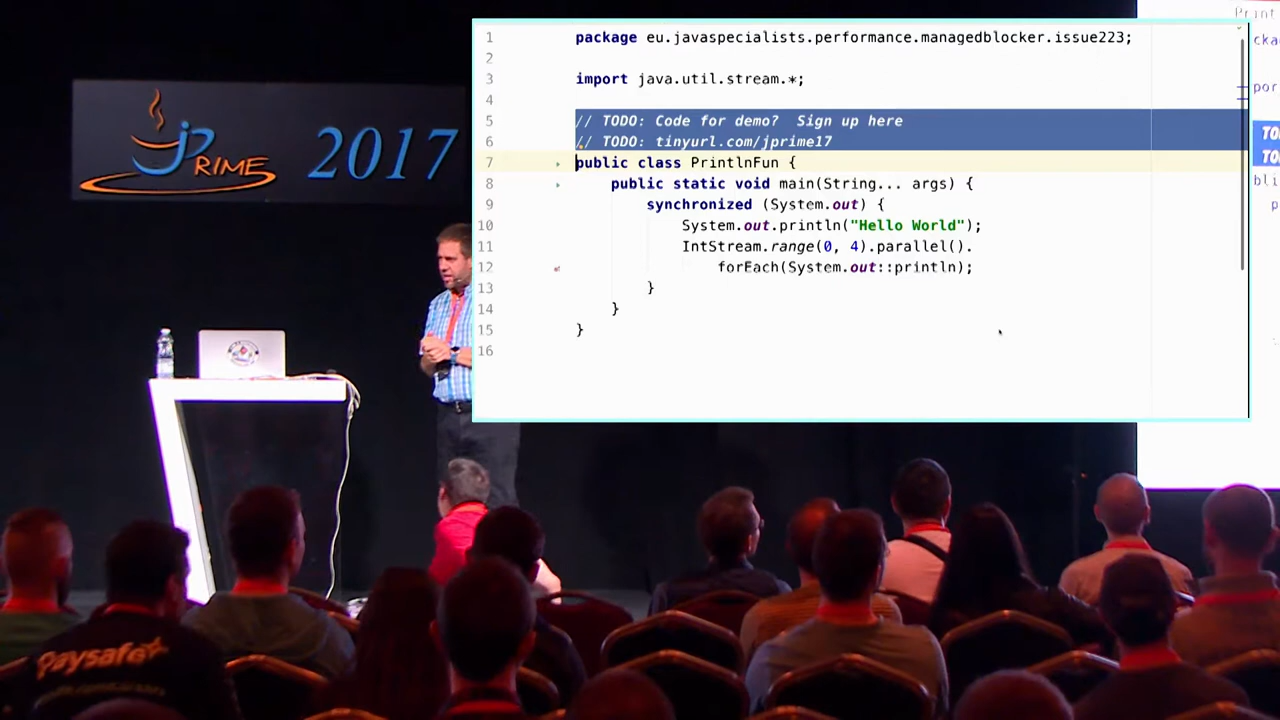 jPRIME 2017
1 package eu.javaspecialists.performance.managedblocker.issue223;
2
3 import java.util.stream.*;
4
5 // TODO: Code for demo?  Sign up here
6 // TODO: tinyurl.com/jprime17
7 public class PrintlnFun {
8     public static void main(String... args) {
9         synchronized (System.out) {
10             System.out.println("Hello World");
11             IntStream.range(0, 4).parallel().
12                 forEach(System.out::println);
13         }
14     }
15 }
16
Paysafe